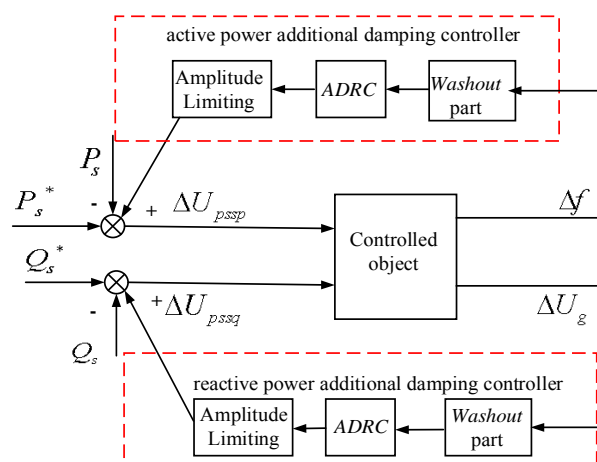 active power additional damping controller
Amplitude
Limiting
ADRC
Washout
part
P_s
P_s^*
-
+ ΔU_pssp
Δf
Controlled
object
Q_s^*
+ ΔU_pssq
ΔU_g
-
Q_s
reactive power additional damping controller
Amplitude
Limiting
ADRC
Washout
part